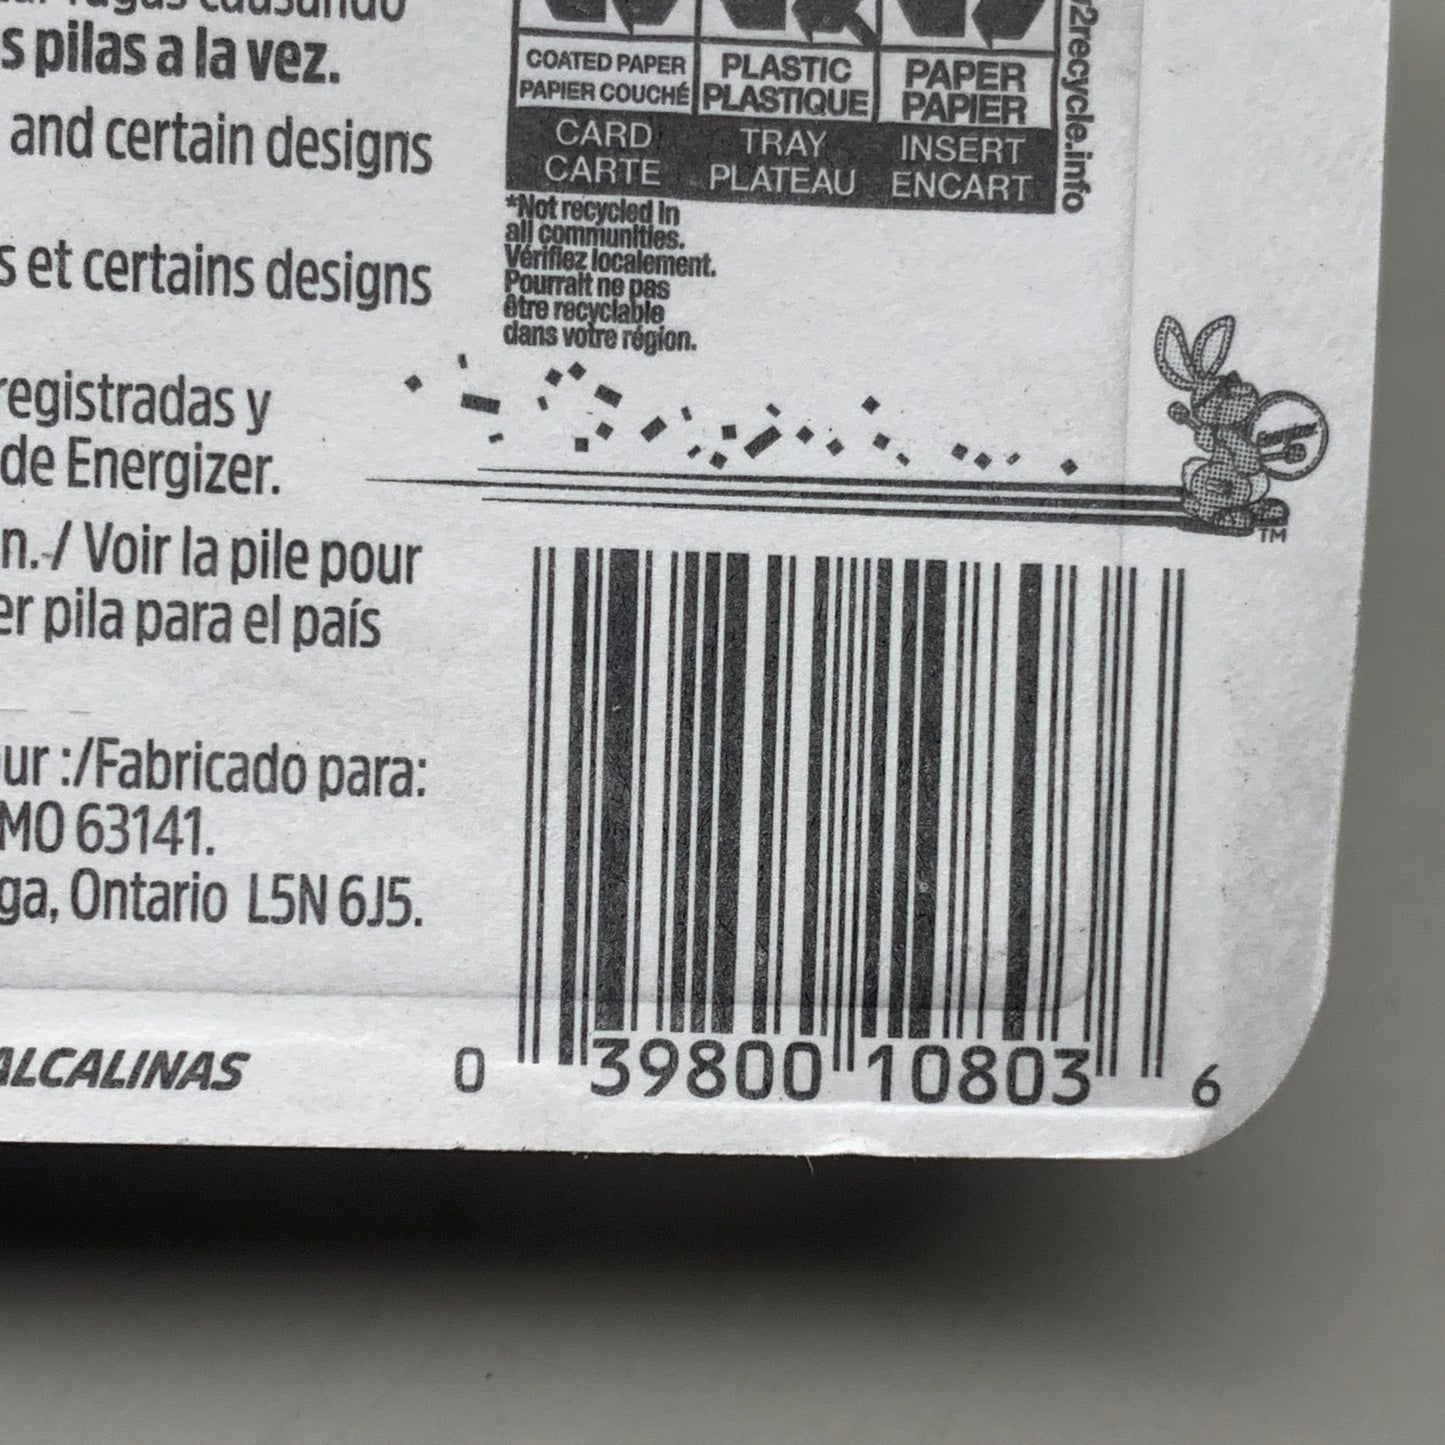 s pilas a la vez.
and certain designs
s et certains designs
registradas y
de Energizer.
n. / Voir la pile pour
er pila para el país
ur :/Fabricado para:
MO 63141.
ga, Ontario L5N 6J5.
ALCALINAS
COATED PAPER
PAPIER COUCHÉ
CARD
CARTE
PLASTIC
PLASTIQUE
TRAY
PLATEAU
PAPER
PAPIER
INSERT
ENCART
2recycle.info
*Not recycled in
all communities.
Vérifiez localement.
Pourrait ne pas
être recyclable
dans votre région.
Energizer
TM
0 39800 10803 6